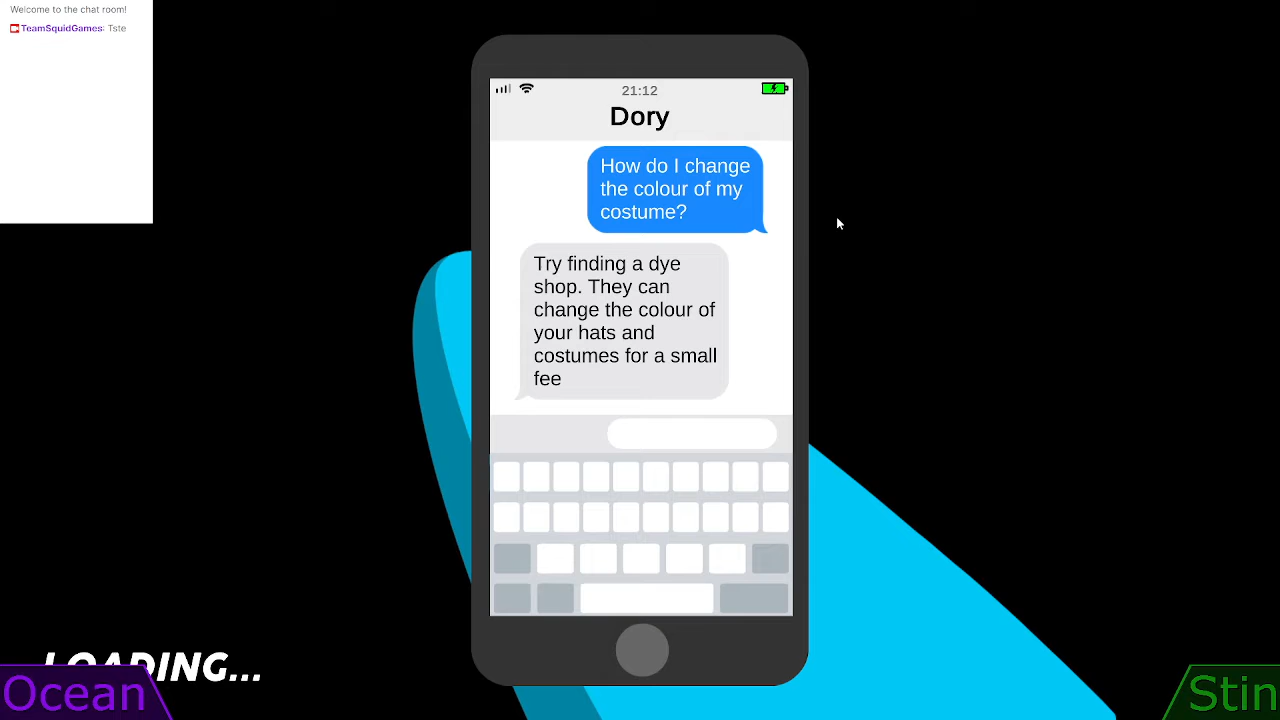 Welcome to the chat room!
TeamSquidGames: Tste
21:12
Dory
How do I change
the colour of my
costume?
Try finding a dye
shop. They can
change the colour of
your hats and
costumes for a small
fee
LOADING...
Ocean
Stin